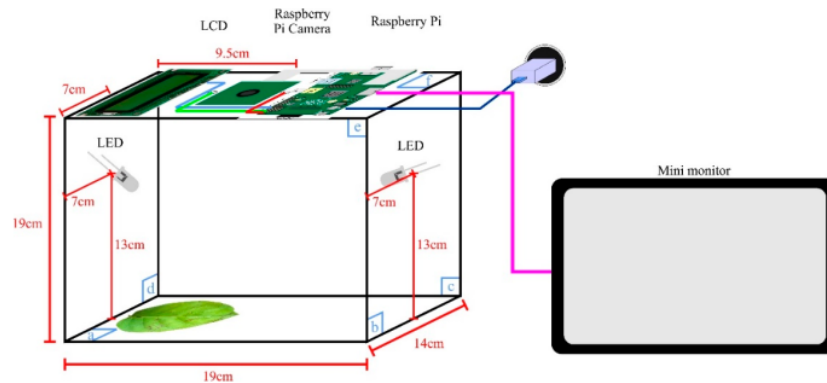 LCD
Raspberry
Pi Camera
Raspberry Pi
9.5cm
7cm
f
e
LED
LED
Mini monitor
7cm
7cm
19cm
13cm
13cm
d
c
a
b
14cm
19cm